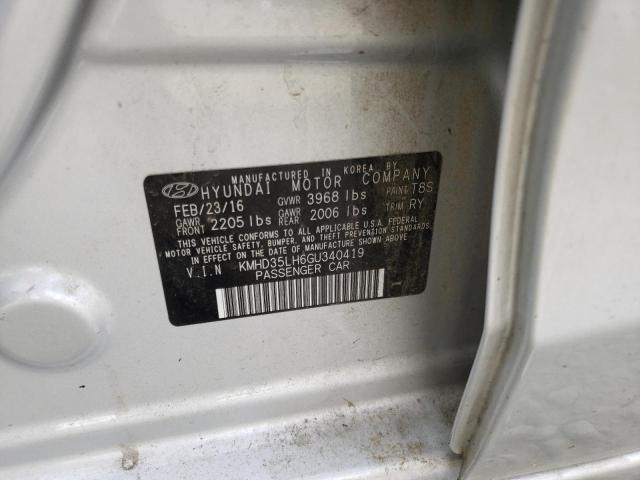 MANUFACTURED IN KOREA BY
HYUNDAI MOTOR COMPANY
FEB/23/16 GVWR 3968 lbs PAINT T8S
GAWR FRONT 2205 lbs GAWR REAR 2006 lbs TRIM RY
THIS VEHICLE CONFORMS TO ALL APPLICABLE U.S.A. FEDERAL
MOTOR VEHICLE SAFETY, BUMPER, AND THEFT PREVENTION
STANDARDS IN EFFECT ON THE DATE OF MANUFACTURE SHOWN ABOVE.
V.I.N KMHD35LH6GU340419
PASSENGER CAR